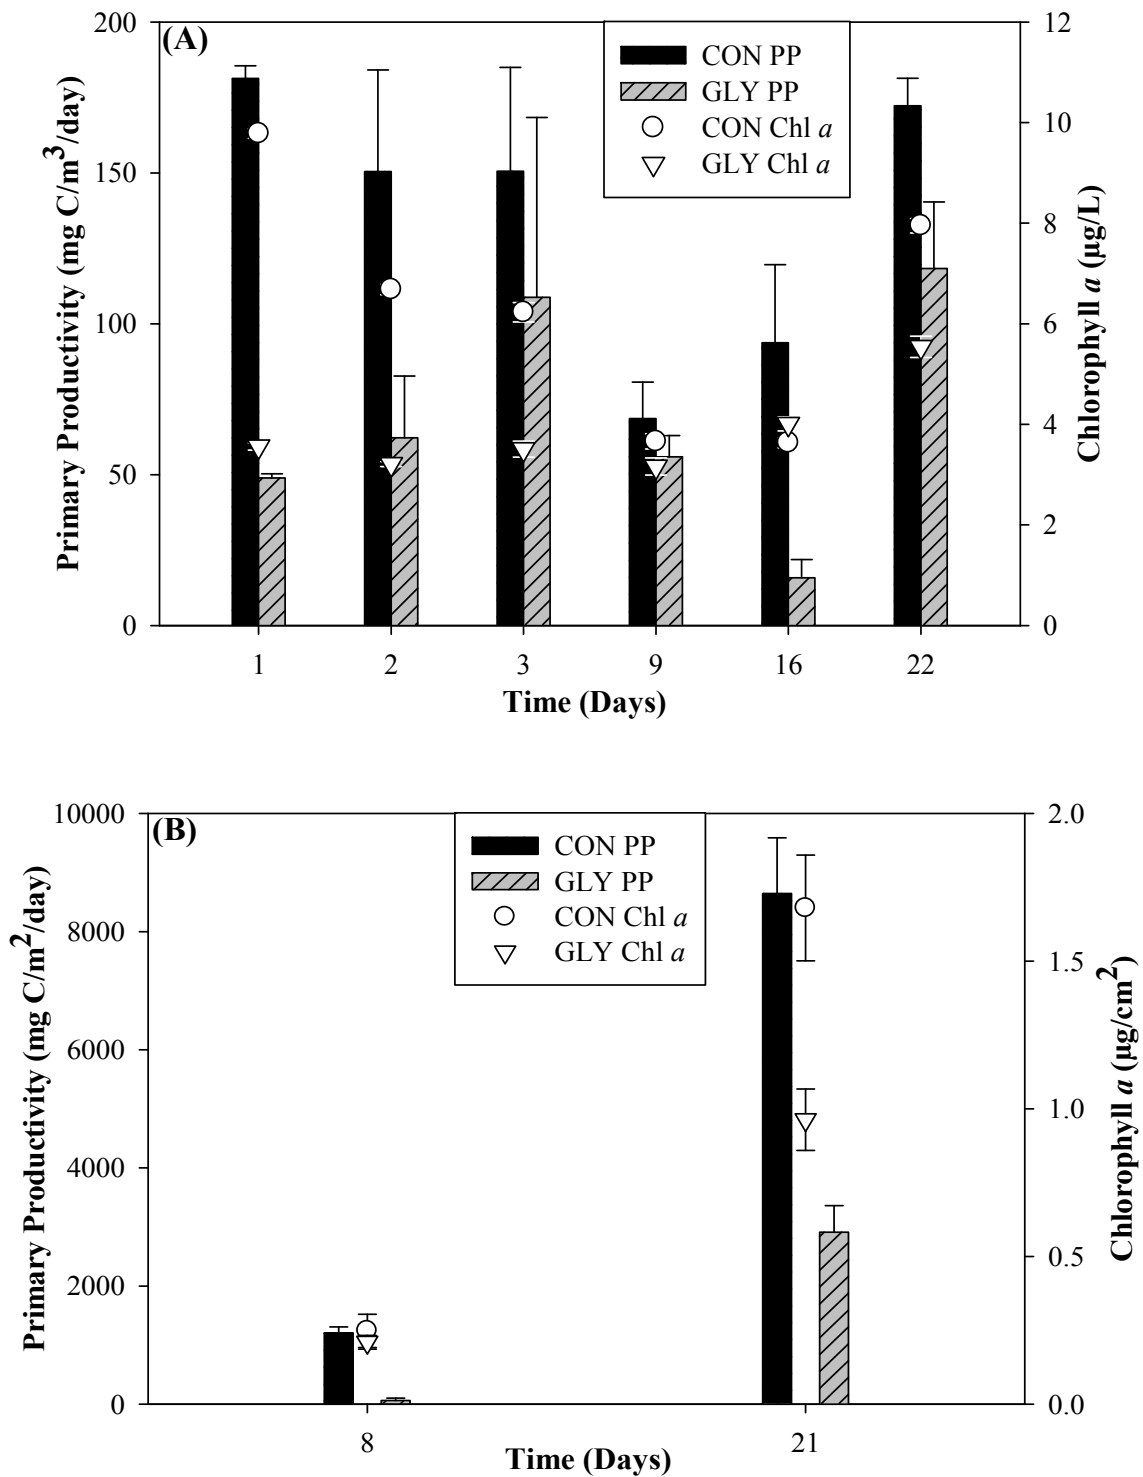 (A)
200
150
100
50
0
Primary Productivity (mg C/m³/day)
CON PP
GLY PP
CON Chl a
GLY Chl a
12
10
8
6
4
2
0
Chlorophyll a (µg/L)
1 2 3 9 16 22
Time (Days)
(B)
10000
8000
6000
4000
2000
0
Primary Productivity (mg C/m²/day)
CON PP
GLY PP
CON Chl a
GLY Chl a
2.0
1.5
1.0
0.5
0.0
Chlorophyll a (µg/cm²)
8 21
Time (Days)